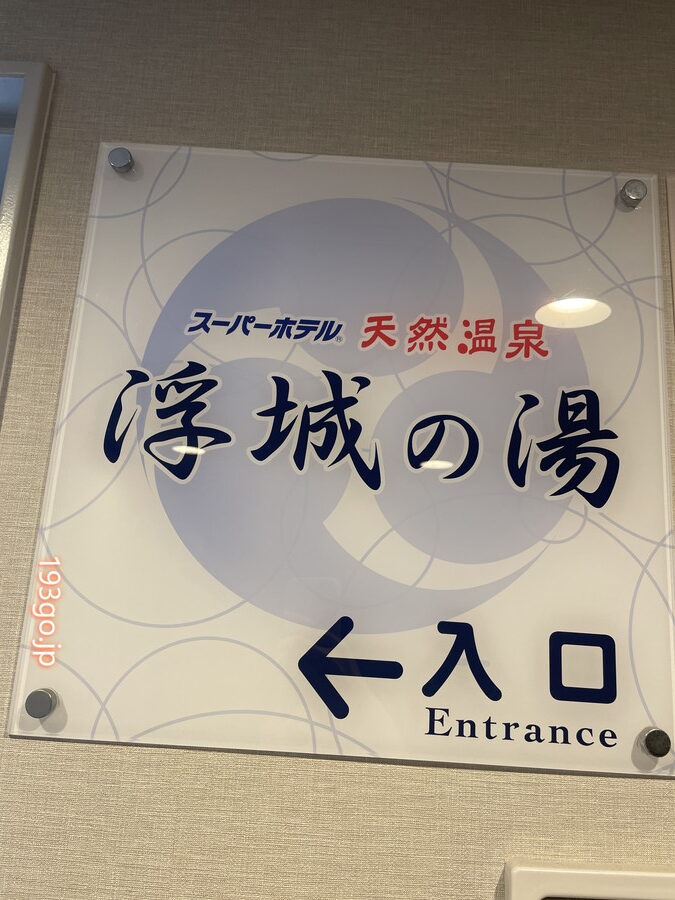 スーパーホテル® 天然温泉
浮城の湯
←入口
Entrance
193go.jp